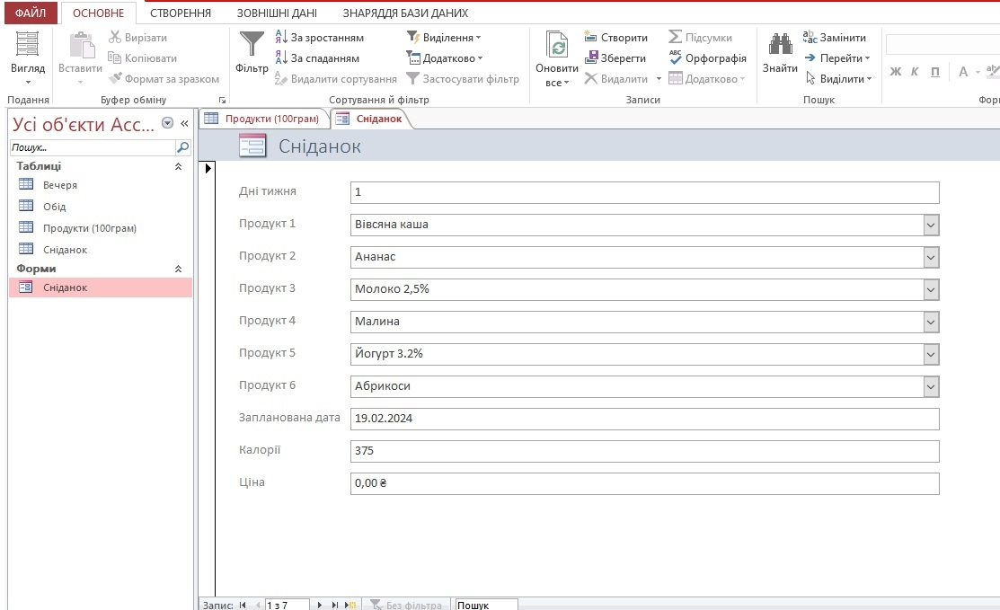 ФАЙЛ ОСНОВНЕ СТВОРЕННЯ ЗОВНІШНІ ДАНІ ЗНАРЯДДЯ БАЗИ ДАНИХ
Вигляд
Подання
Вставити
Вирізати
Копіювати
Формат за зразком
Буфер обміну
Фільтр
За зростанням
За спаданням
Видалити сортування
Виділення
Додатково
Застосувати фільтр
Сортування й фільтр
Оновити
все
Створити
Зберегти
Видалити
Підсумки
Орфографія
Додатково
Записи
Знайти
Замінити
Перейти
Виділити
Пошук
Ж К П А
Фор
Усі об'єкти Acc...
Пошук...
Таблиці
Вечеря
Обід
Продукти (100грам)
Сніданок
Форми
Сніданок
Продукти (100грам) Сніданок
Сніданок
Дні тижня 1
Продукт 1 Вівсяна каша
Продукт 2 Ананас
Продукт 3 Молоко 2,5%
Продукт 4 Малина
Продукт 5 Йогурт 3.2%
Продукт 6 Абрикоси
Запланована дата 19.02.2024
Калорії 375
Ціна 0,00 ₴
Запис: 1 з 7 Без фільтра Пошук